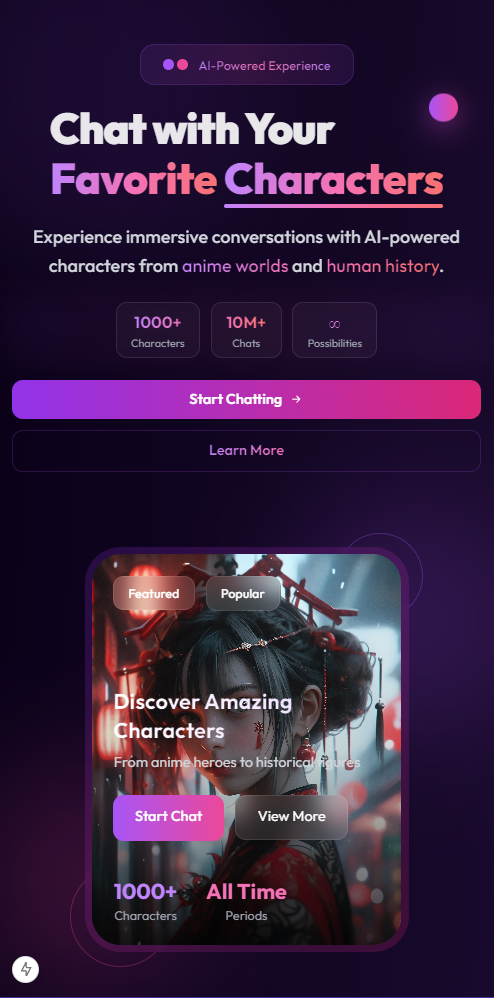 AI-Powered Experience
Chat with Your
Favorite Characters
Experience immersive conversations with AI-powered
characters from anime worlds and human history.
1000+ 10M+ ∞
Characters Chats Possibilities
Start Chatting →
Learn More
Featured Popular
Discover Amazing
Characters
From anime heroes to historical figures
Start Chat View More
1000+ All Time
Characters Periods